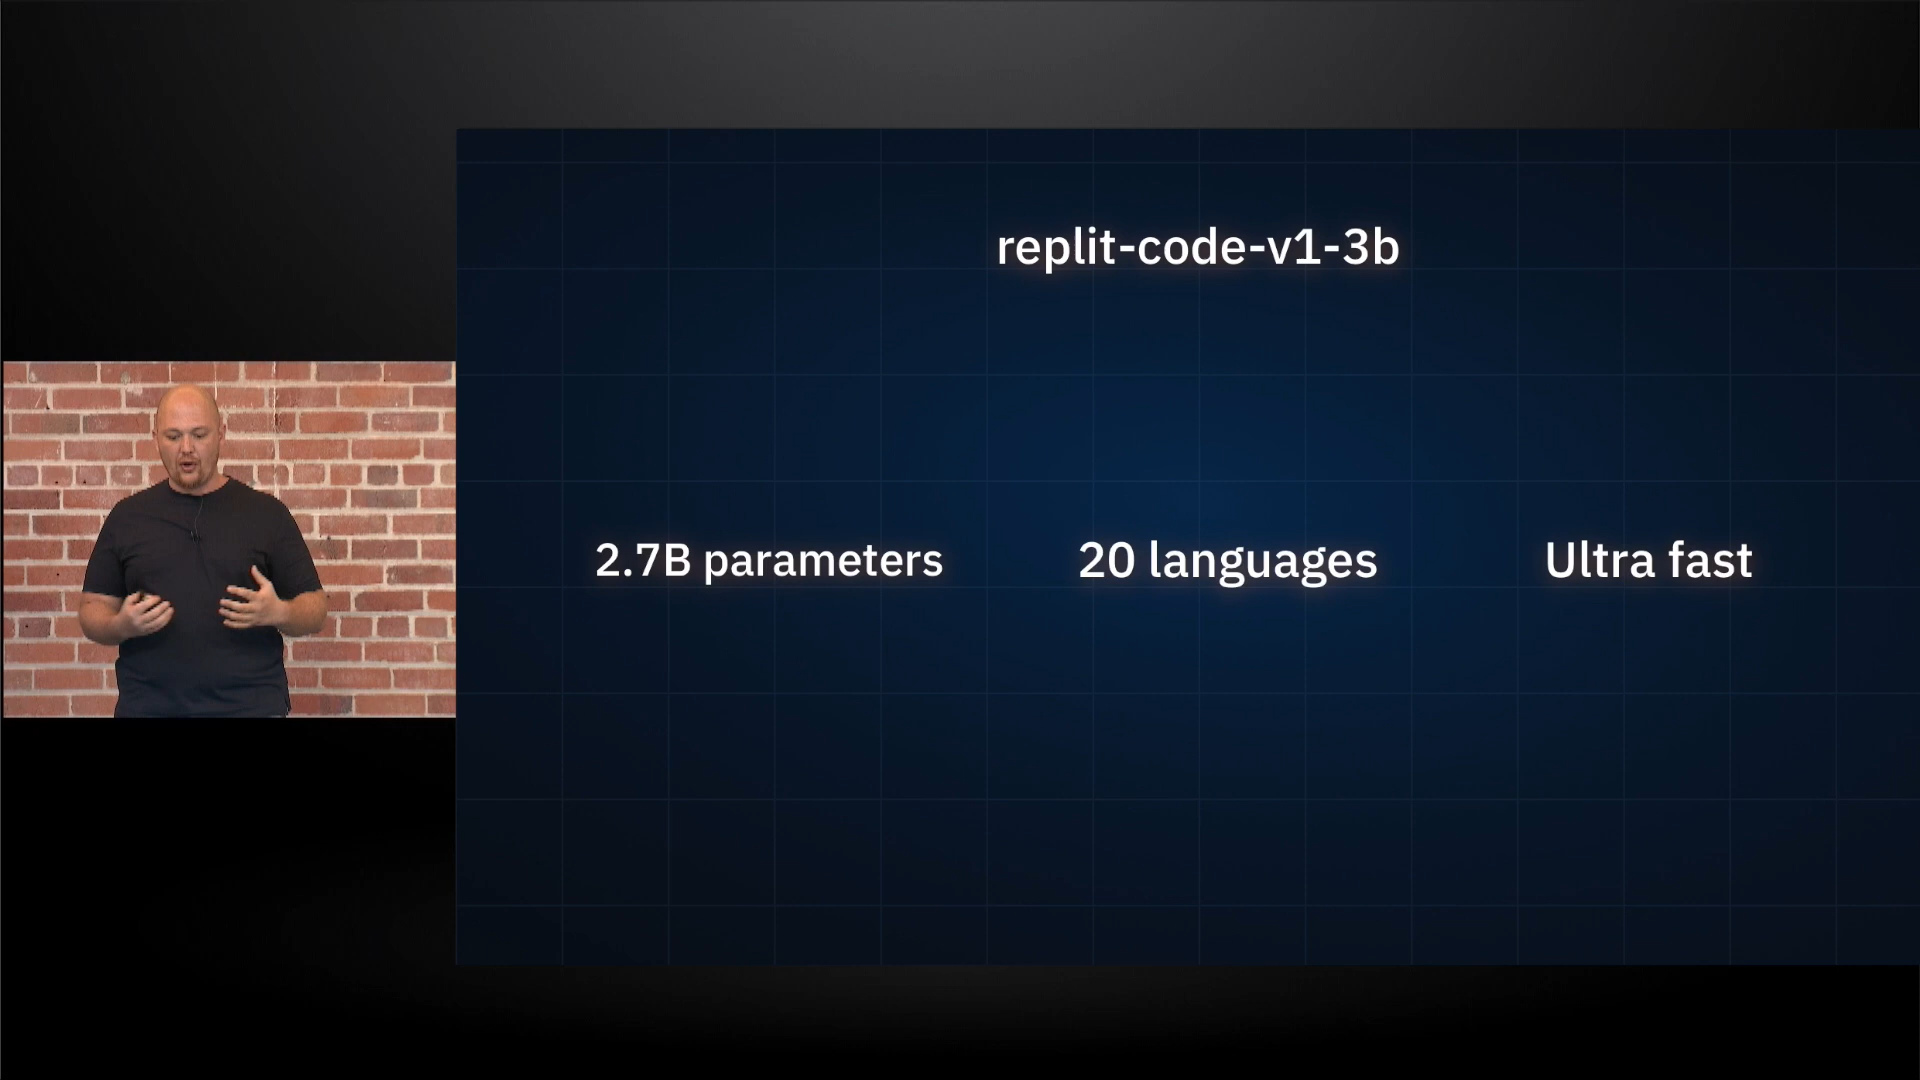 replit-code-v1-3b
2.7B parameters
20 languages
Ultra fast